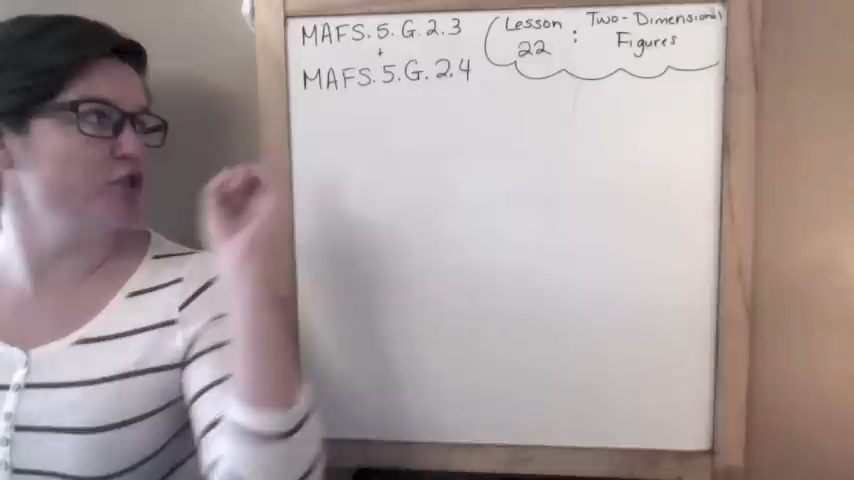 MAFS.5.G.2.3
+
MAFS.5.G.2.4
Lesson
22 :
Two-Dimensional
Figures